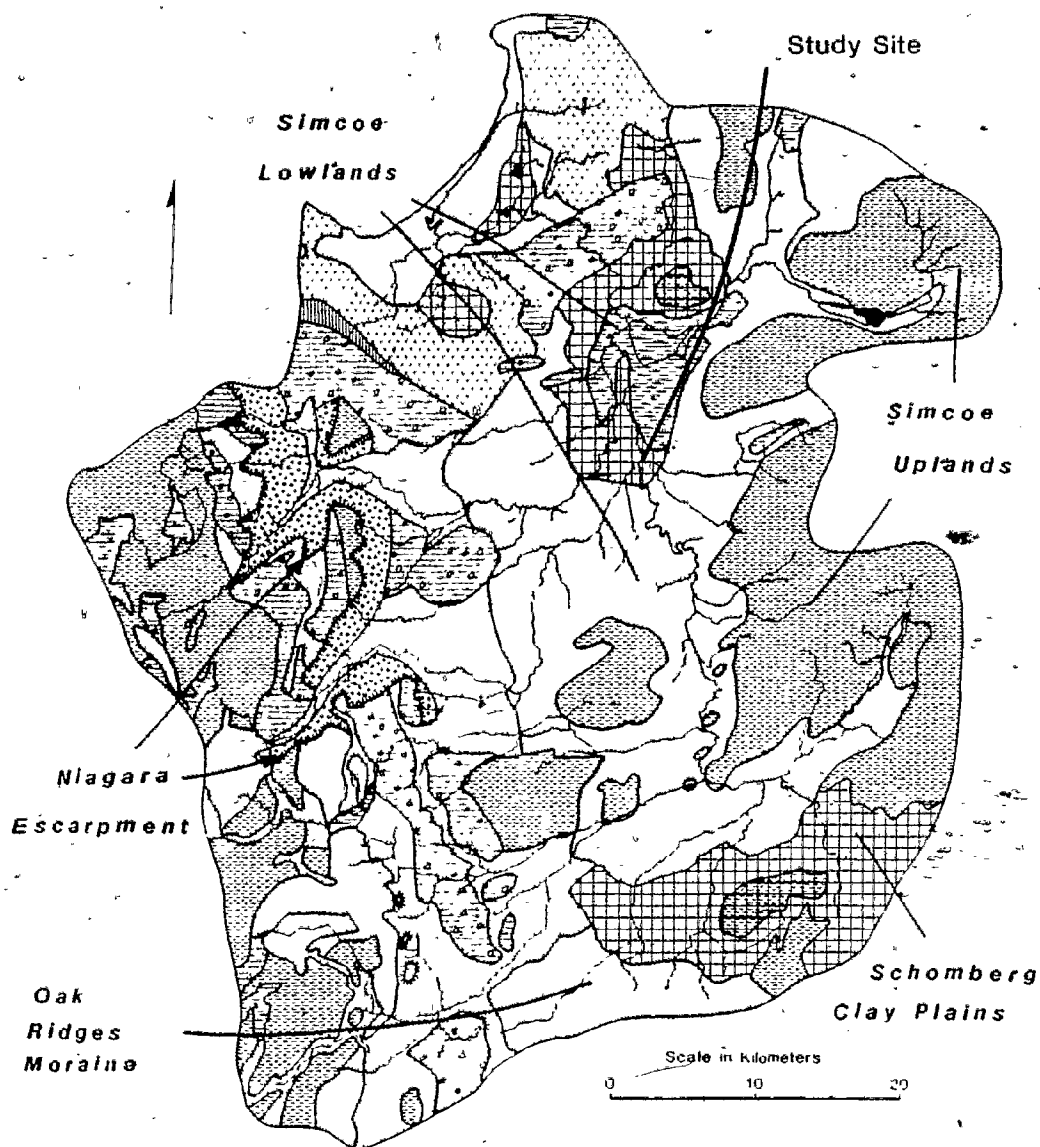 Study Site
Simcoe
Lowlands
Simcoe
Uplands
Niagara
Escarpment
Oak
Ridges
Moraine
Schomberg
Clay Plains
Scale in Kilometers
0 10 20